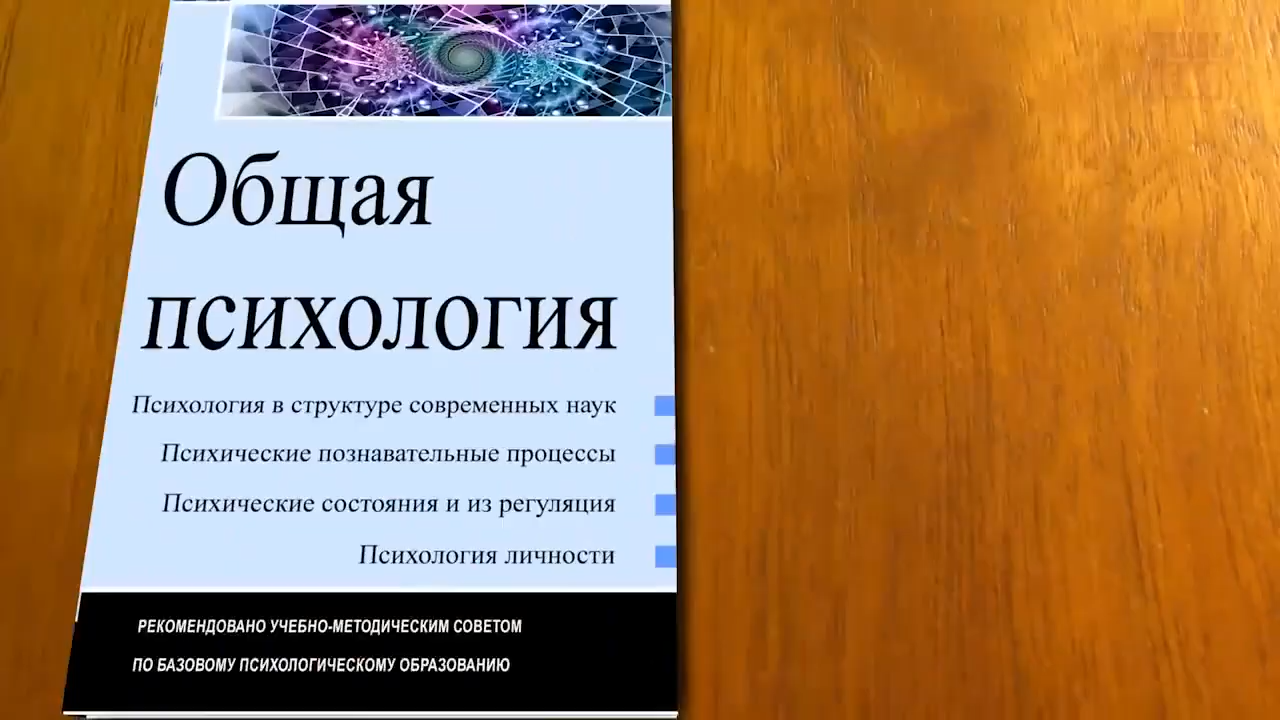 Общая
психология
Психология в структуре современных наук
Психические познавательные процессы
Психические состояния и из регуляция
Психология личности
РЕКОМЕНДОВАНО УЧЕБНО-МЕТОДИЧЕСКИМ СОВЕТОМ
ПО БАЗОВОМУ ПСИХОЛОГИЧЕСКОМУ ОБРАЗОВАНИЮ